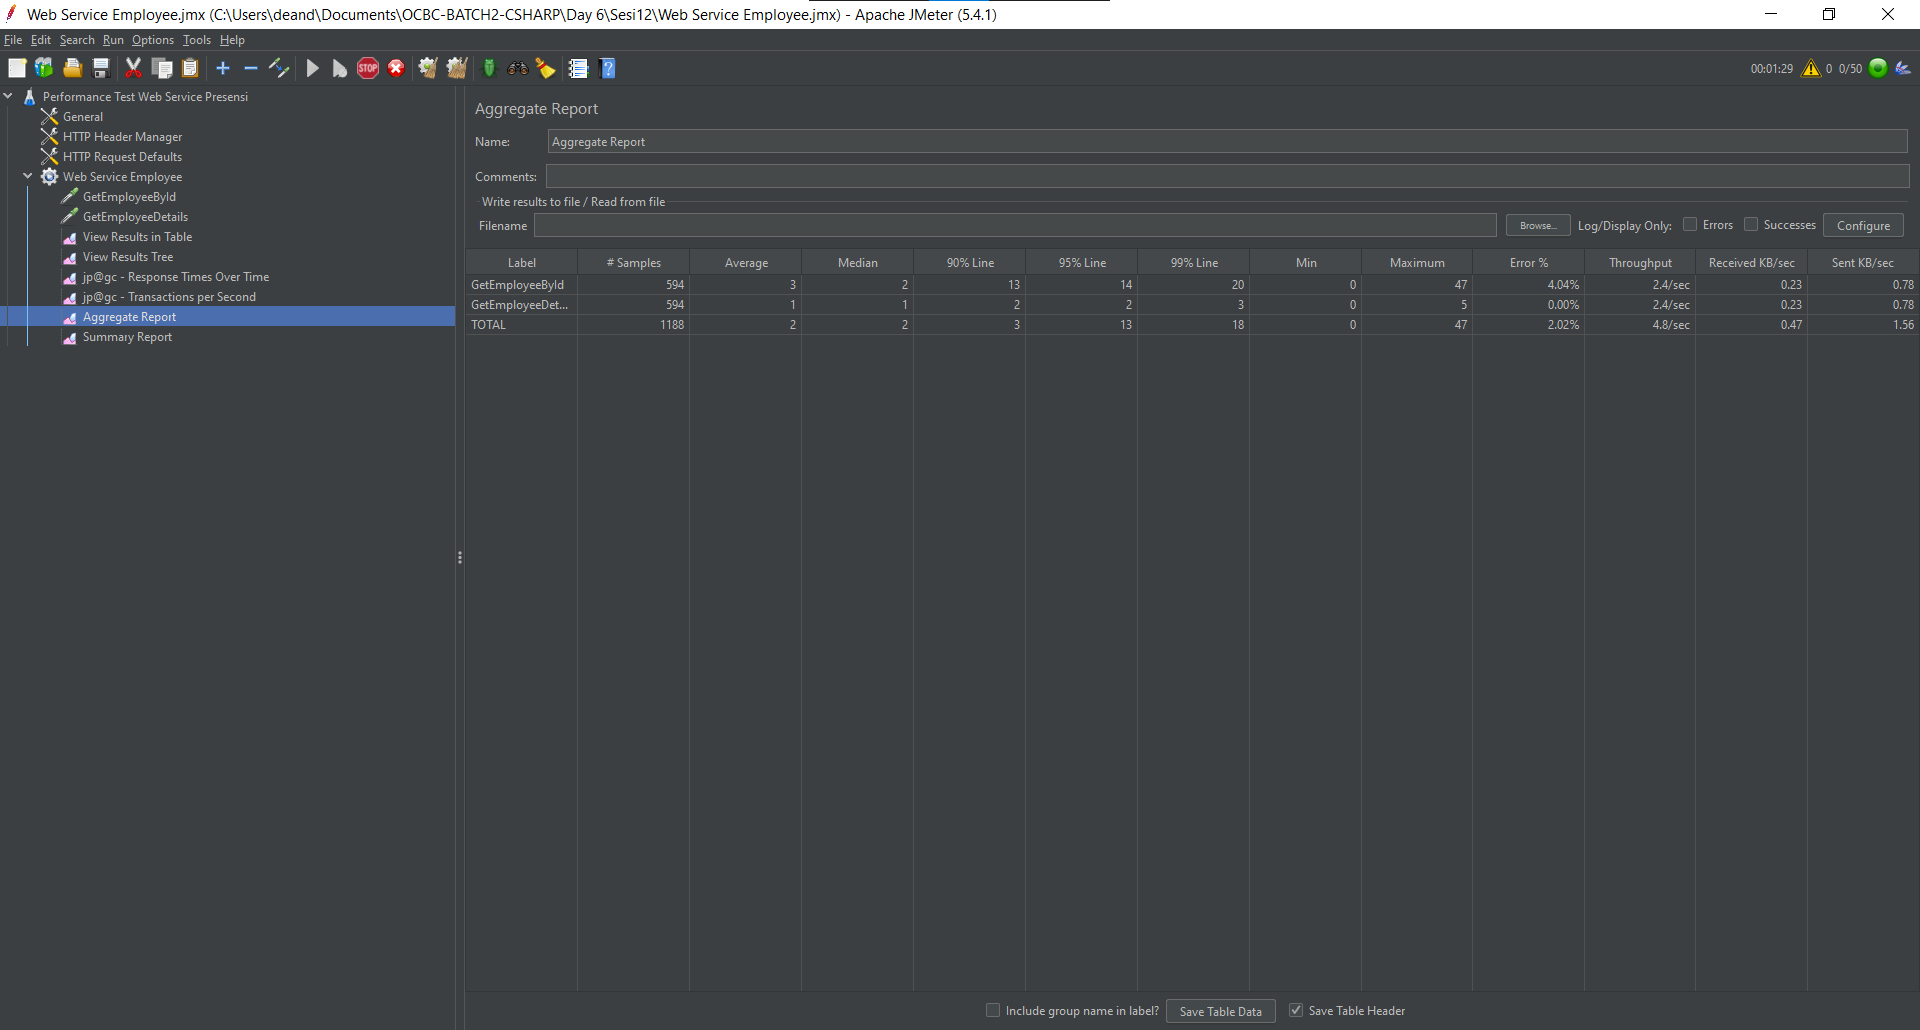 Web Service Employee.jmx (C:\Users\deand\Documents\OCBC-BATCH2-CSHARP\Day 6\Sesi12\Web Service Employee.jmx) - Apache JMeter (5.4.1)
File Edit Search Run Options Tools Help
STOP ? 00:01:29 0 0/50
Performance Test Web Service Presensi
General
HTTP Header Manager
HTTP Request Defaults
Web Service Employee
GetEmployeeById
GetEmployeeDetails
View Results in Table
View Results Tree
jp@gc - Response Times Over Time
jp@gc - Transactions per Second
Aggregate Report
Summary Report
Aggregate Report
Name: Aggregate Report
Comments:
Write results to file / Read from file
Filename Browse... Log/Display Only: Errors Successes Configure
Label # Samples Average Median 90% Line 95% Line 99% Line Min Maximum Error % Throughput Received KB/sec Sent KB/sec
GetEmployeeById 594 3 2 13 14 20 0 47 4.04% 2.4/sec 0.23 0.78
GetEmployeeDet... 594 1 1 2 2 3 0 5 0.00% 2.4/sec 0.23 0.78
TOTAL 1188 2 2 3 13 18 0 47 2.02% 4.8/sec 0.47 1.56
Include group name in label? Save Table Data Save Table Header